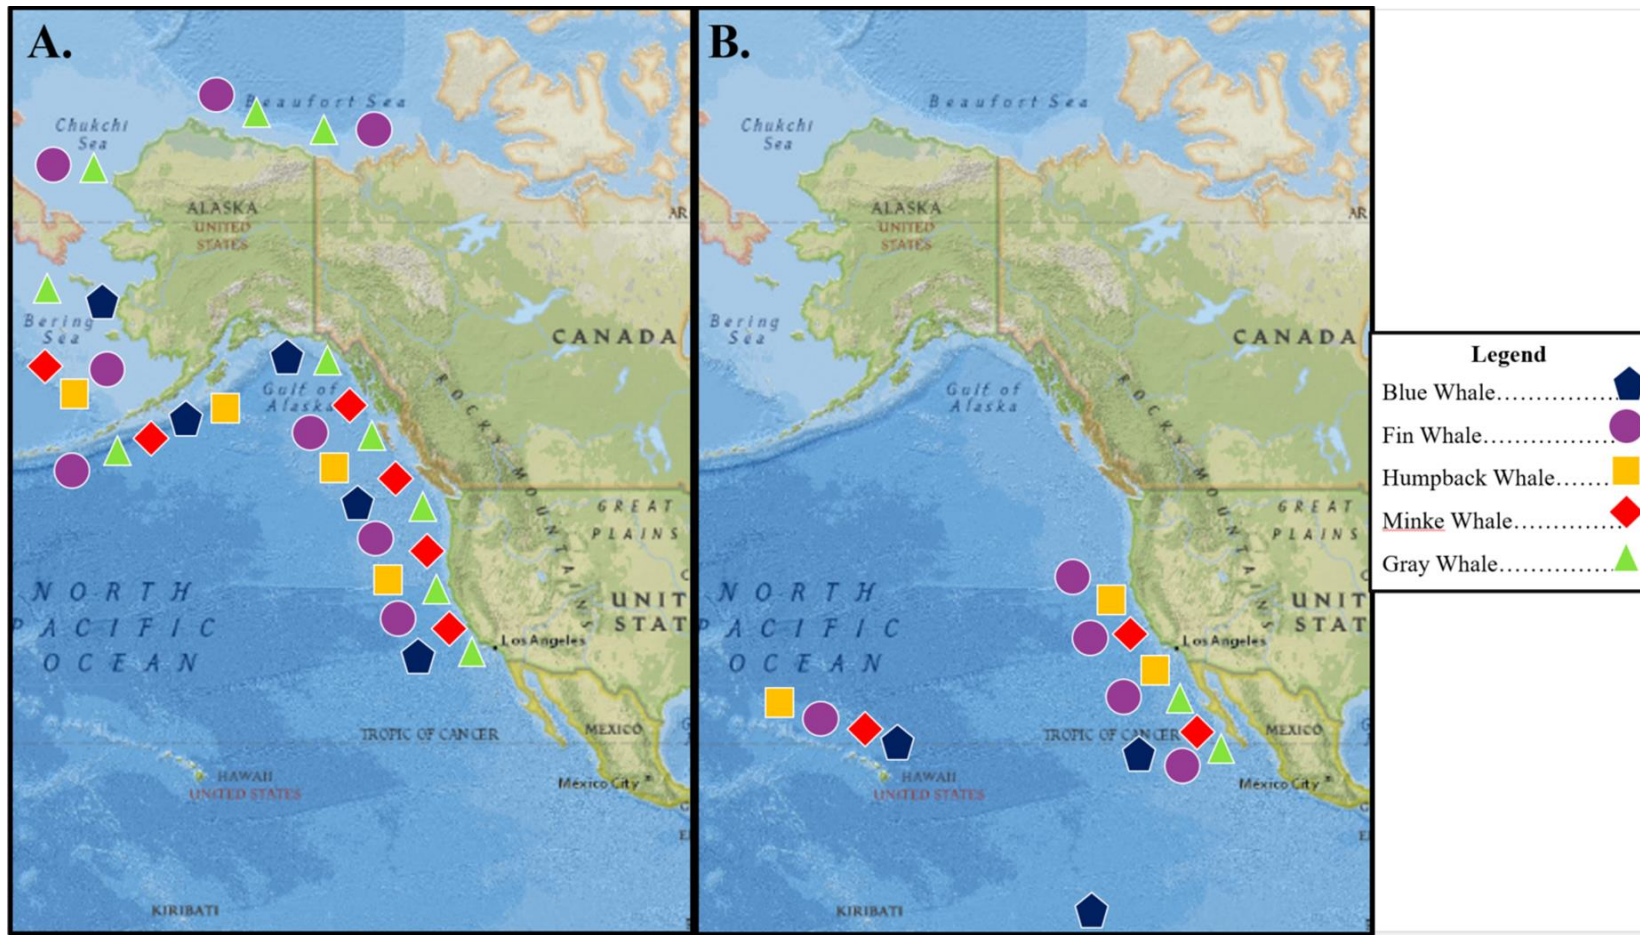 A.
Beaufort Sea
Chukchi
Sea
ALASKA
UNITED
STATES
AR
Bering
Sea
CANADA
Gulf of
Alaska
ROCKY MOUNTAINS
GREAT
PLAINS
NORTH
PACIFIC
OCEAN
UNIT
STAT
Los Angeles
TROPIC OF CANCER
MEXICO
HAWAII
UNITED STATES
Mexico City
KIRIBATI
B.
Beaufort Sea
Chukchi
Sea
ALASKA
UNITED
STATES
AR
Bering
Sea
CANADA
Gulf of
Alaska
ROCKY MOUNTAINS
GREAT
PLAINS
NORTH
PACIFIC
OCEAN
UNIT
STAT
Los Angeles
TROPIC OF CANCER
MEXICO
HAWAII
UNITED STATES
Mexico City
KIRIBATI
Legend
Blue Whale................
Fin Whale..................
Humpback Whale.......
Minke Whale..............
Gray Whale................